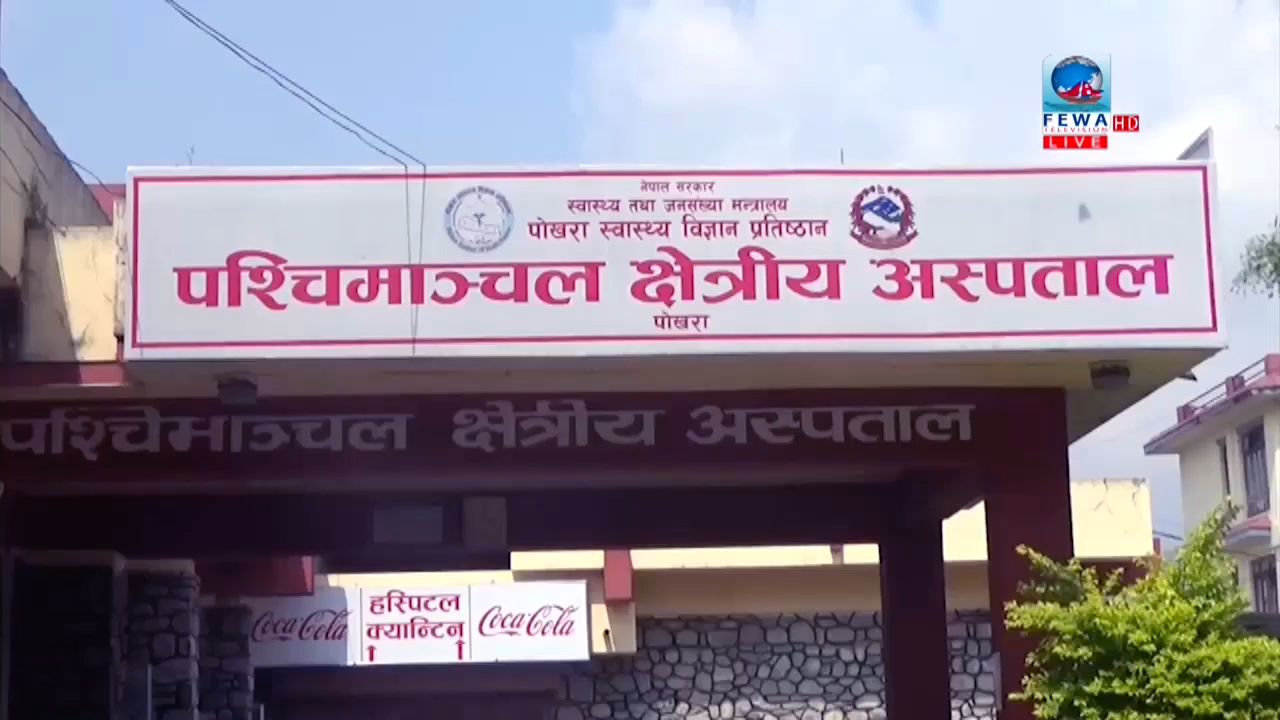 FEWA HD
TELEVISION
LIVE
नेपाल सरकार
स्वास्थ्य तथा जनसंख्या मन्त्रालय
पोखरा स्वास्थ्य विज्ञान प्रतिष्ठान
पश्चिमाञ्चल क्षेत्रीय अस्पताल
पोखरा
पश्चिमाञ्चल क्षेत्रीय अस्पताल
Coca-Cola हस्पिटल Coca-Cola
क्यान्टिन